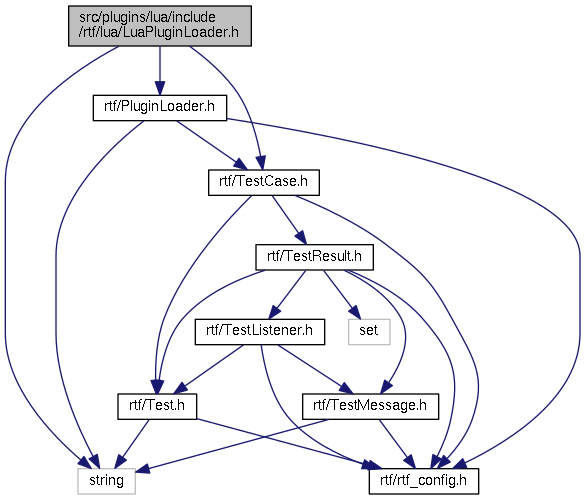 src/plugins/lua/include
/rtf/lua/LuaPluginLoader.h
rtf/PluginLoader.h
rtf/TestCase.h
rtf/TestResult.h
rtf/TestListener.h
set
rtf/Test.h
rtf/TestMessage.h
string
rtf/rtf_config.h